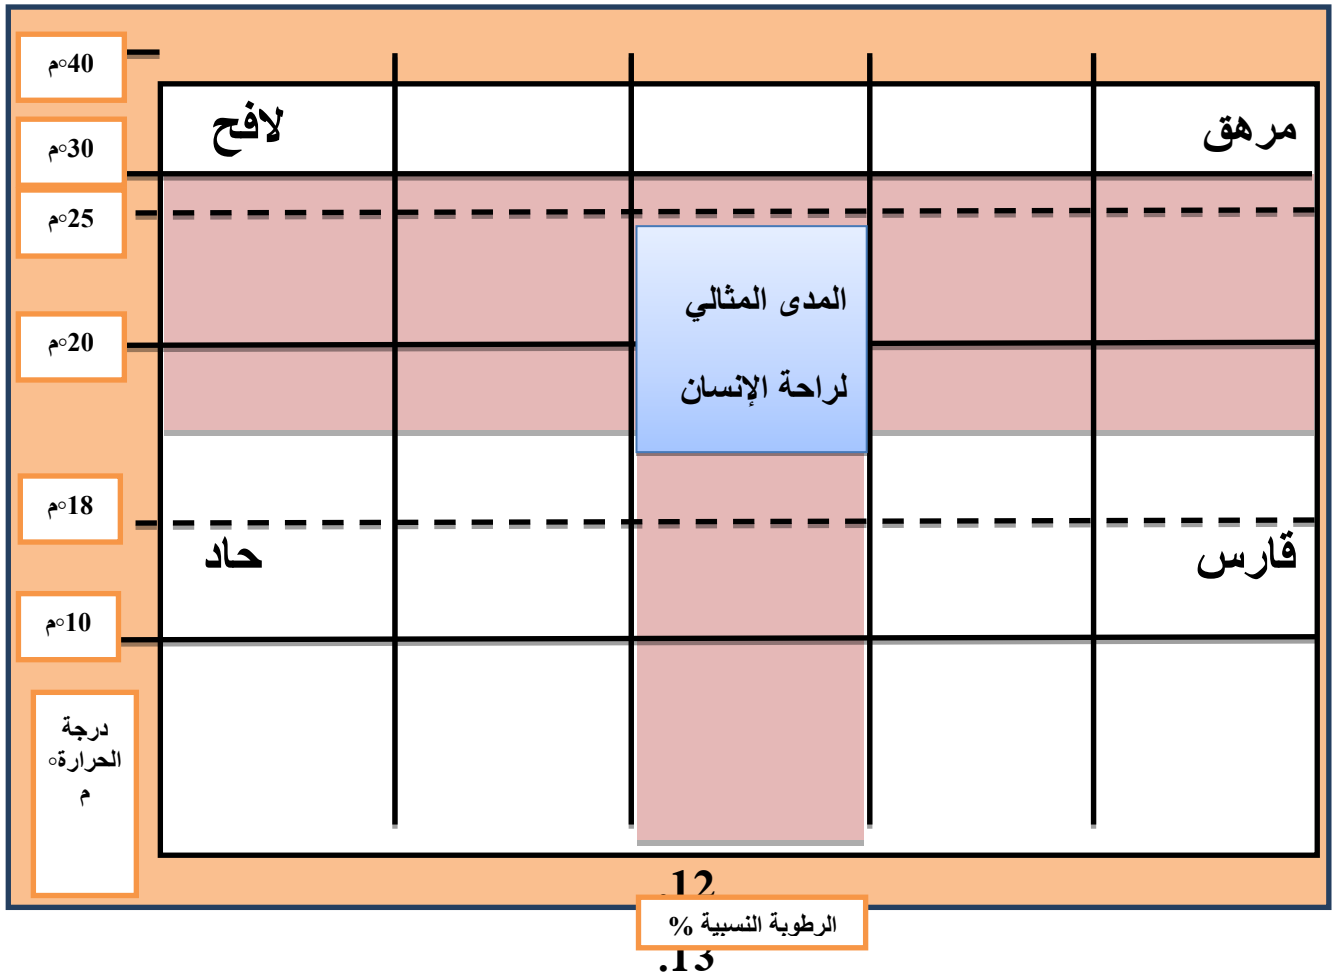 40○م
لافح
مرهق
30○م
25○م
المدى المثالي
20○م
لراحة الإنسان
18○م
حاد
قارس
10○م
درجة
الحرارة○
م
.12
الرطوبة النسبية %
.13